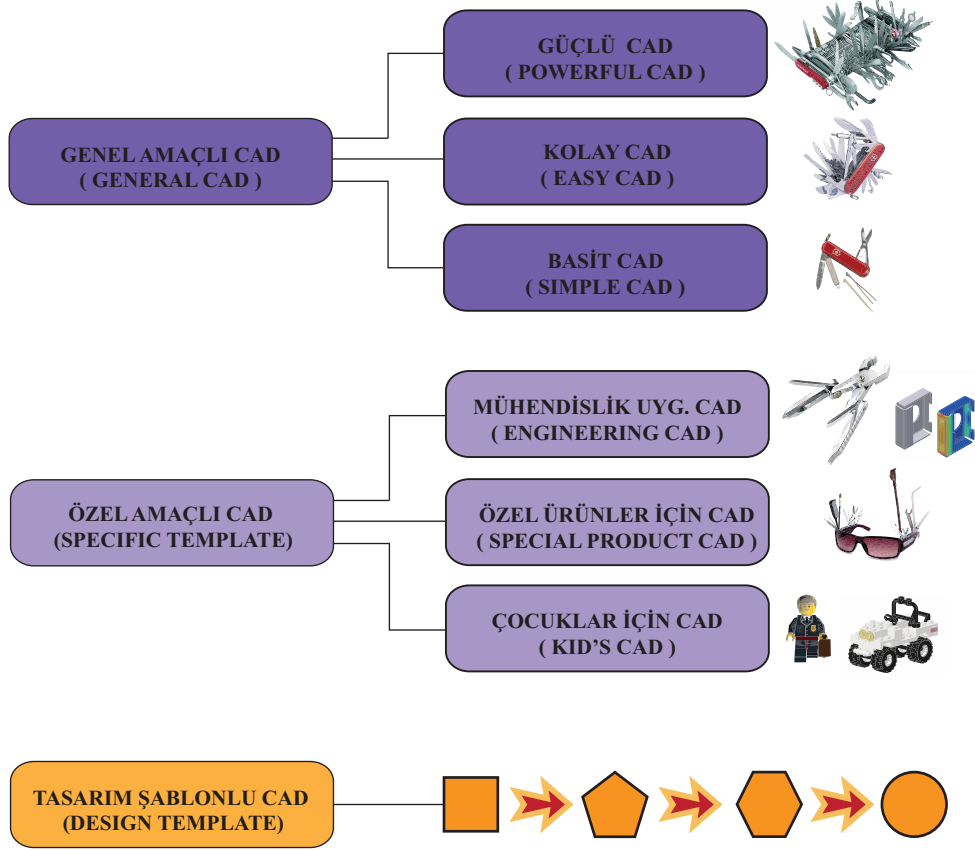 GÜÇLÜ CAD
( POWERFUL CAD )
GENEL AMAÇLI CAD
( GENERAL CAD )
KOLAY CAD
( EASY CAD )
BASİT CAD
( SIMPLE CAD )
MÜHENDİSLİK UYG. CAD
( ENGINEERING CAD )
ÖZEL AMAÇLI CAD
(SPECIFIC TEMPLATE)
ÖZEL ÜRÜNLER İÇİN CAD
( SPECIAL PRODUCT CAD )
ÇOCUKLAR İÇİN CAD
( KID'S CAD )
TASARIM ŞABLONLU CAD
(DESIGN TEMPLATE)